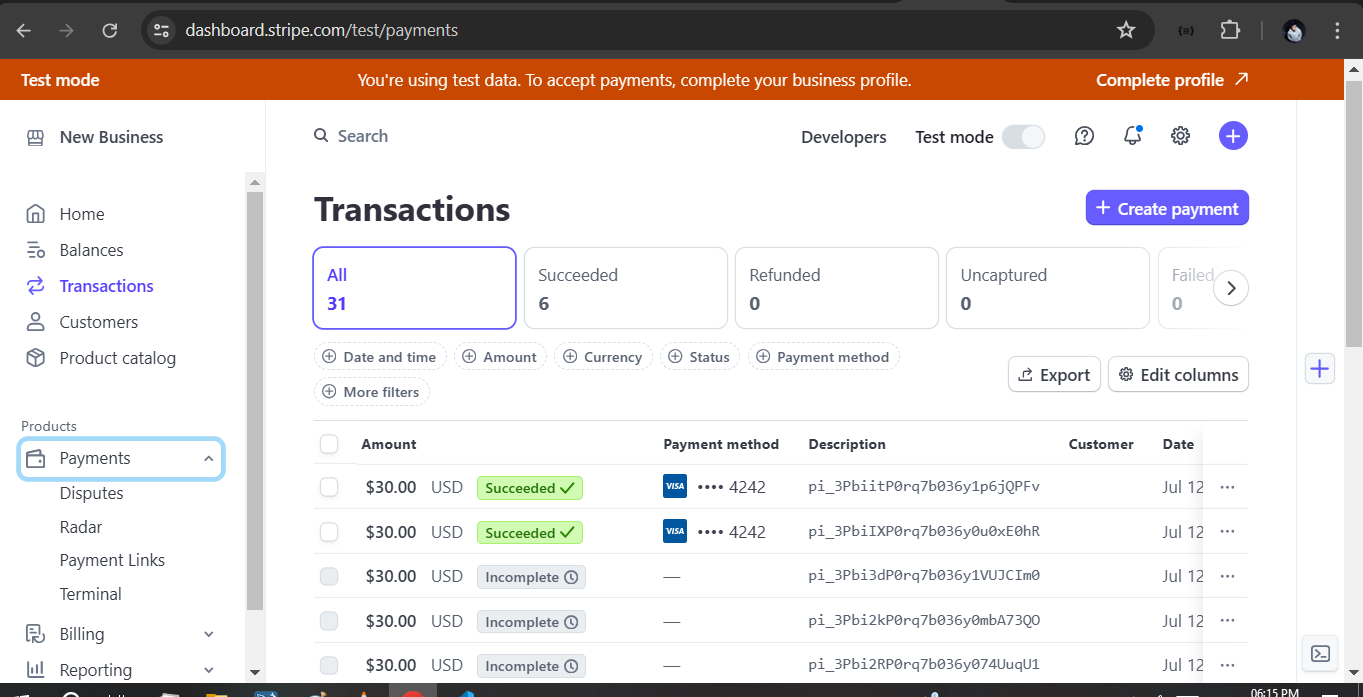 dashboard.stripe.com/test/payments
Test mode You're using test data. To accept payments, complete your business profile. Complete profile
New Business
Search Developers Test mode
Home
Balances
Transactions
Customers
Product catalog
Products
Payments
Disputes
Radar
Payment Links
Terminal
Billing
Reporting
Transactions
+ Create payment
All Succeeded Refunded Uncaptured Failed
31 6 0 0 0
Date and time Amount Currency Status Payment method
More filters
Export Edit columns
Amount Payment method Description Customer Date
$30.00 USD Succeeded VISA •••• 4242 pi_3PbiitP0rq7b036y1p6jQPFv Jul 12
$30.00 USD Succeeded VISA •••• 4242 pi_3PbiIXP0rq7b036y0u0xE0hR Jul 12
$30.00 USD Incomplete — pi_3Pbi3dP0rq7b036y1VUJCIm0 Jul 12
$30.00 USD Incomplete — pi_3Pbi2kP0rq7b036y0mbA73QO Jul 12
$30.00 USD Incomplete — pi_3Pbi2RP0rq7b036y074UuqU1 Jul 12
06:15 PM